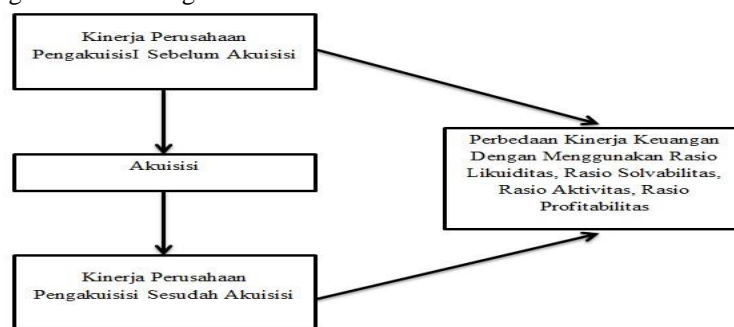 Kinerja Perusahaan
PengakuisisI Sebelum Akuisisi
Akuisisi
Kinerja Perusahaan
Pengakuisisi Sesudah Akuisisi
Perbedaan Kinerja Keuangan
Dengan Menggunakan Rasio
Likuiditas, Rasio Solvabilitas,
Rasio Aktivitas, Rasio
Profitabilitas